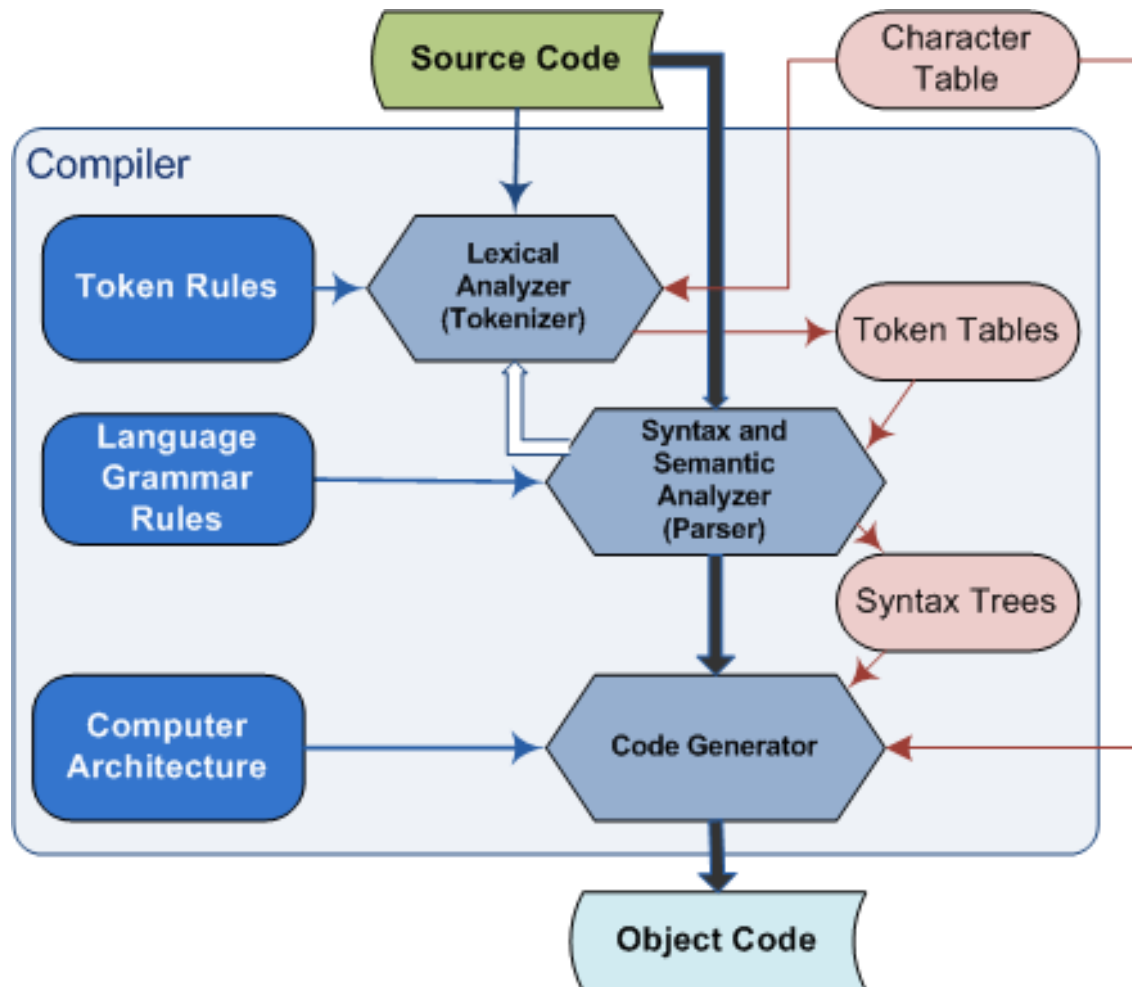 Source Code
Character
Table
Compiler
Token Rules
Lexical
Analyzer
(Tokenizer)
Token Tables
Language
Grammar
Rules
Syntax and
Semantic
Analyzer
(Parser)
Syntax Trees
Computer
Architecture
Code Generator
Object Code